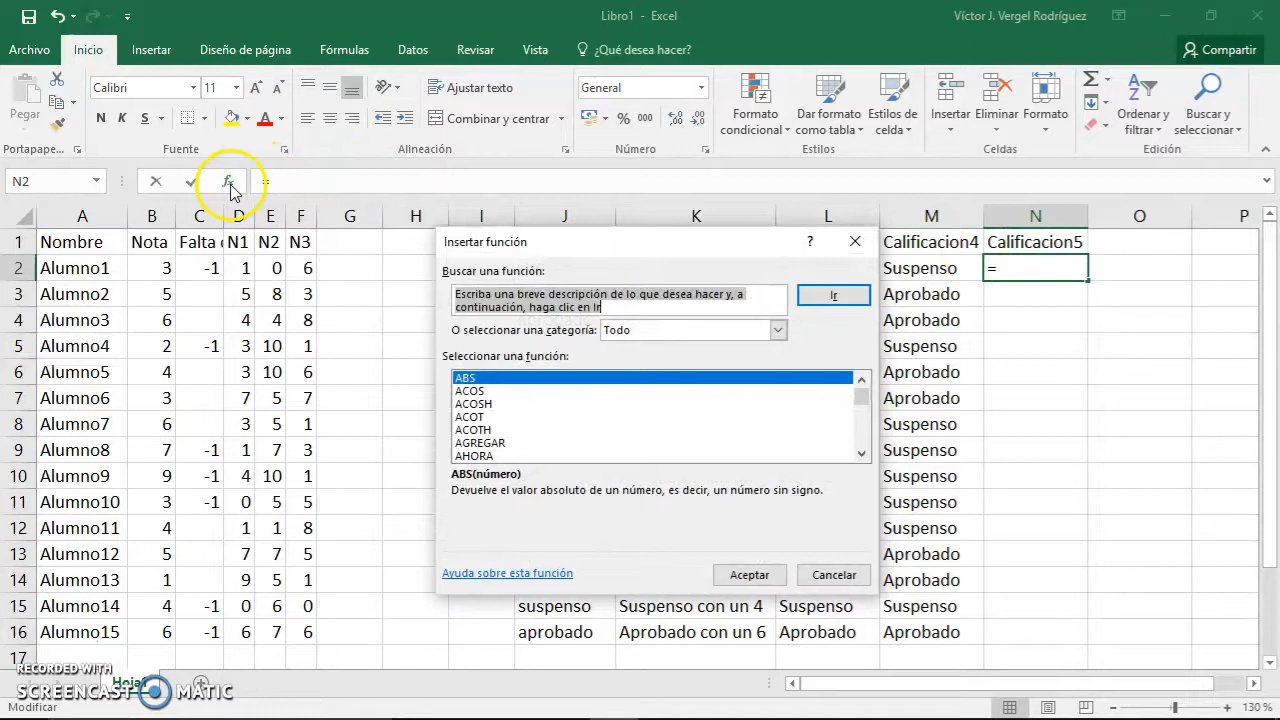 Libro1 - Excel
Víctor J. Vergel Rodríguez
Archivo Inicio Insertar Diseño de página Fórmulas Datos Revisar Vista ¿Qué desea hacer? Compartir
Pegar
Calibri 11
N K S
Ajustar texto
Combinar y centrar
General
% 000
Formato condicional
Dar formato como tabla
Estilos de celda
Insertar
Eliminar
Formato
Ordenar y filtrar
Buscar y seleccionar
Portapape... Fuente Alineación Número Estilos Celdas Edición
N2 fx =
A B C D E F G H I J K L M N O P
1 Nombre Nota Falta N1 N2 N3 Calificacion4 Calificacion5
2 Alumno1 3 -1 1 0 6 Suspenso =
3 Alumno2 5 5 8 3 Aprobado
4 Alumno3 6 4 4 1 Aprobado
5 Alumno4 2 -1 3 10 1 Suspenso
6 Alumno5 4 3 10 6 Aprobado
7 Alumno6 3 7 5 7 Aprobado
8 Alumno7 6 3 5 1 Suspenso
9 Alumno8 7 -1 1 7 3 Suspenso
10 Alumno9 9 -1 4 10 1 Suspenso
11 Alumno10 3 -1 0 5 5 Suspenso
12 Alumno11 4 1 1 8 Suspenso
13 Alumno12 5 7 7 5 Aprobado
14 Alumno13 1 9 5 1 Aprobado
15 Alumno14 4 -1 0 6 0 suspenso Suspenso con un 4 Suspenso Suspenso
16 Alumno15 6 -1 6 7 6 aprobado Aprobado con un 6 Aprobado Aprobado
17
Insertar función ?
Buscar una función:
Escriba una breve descripción de lo que desea hacer y, a
continuación, haga clic en Ir
Ir
O seleccionar una categoría: Todo
Seleccionar una función:
ABS
ACOS
ACOSH
ACOT
ACOTH
AGREGAR
AHORA
ABS(número)
Devuelve el valor absoluto de un número, es decir, un número sin signo.
Ayuda sobre esta función Aceptar Cancelar
RECORDED WITH
SCREENCAST MATIC
Modificar
130 %